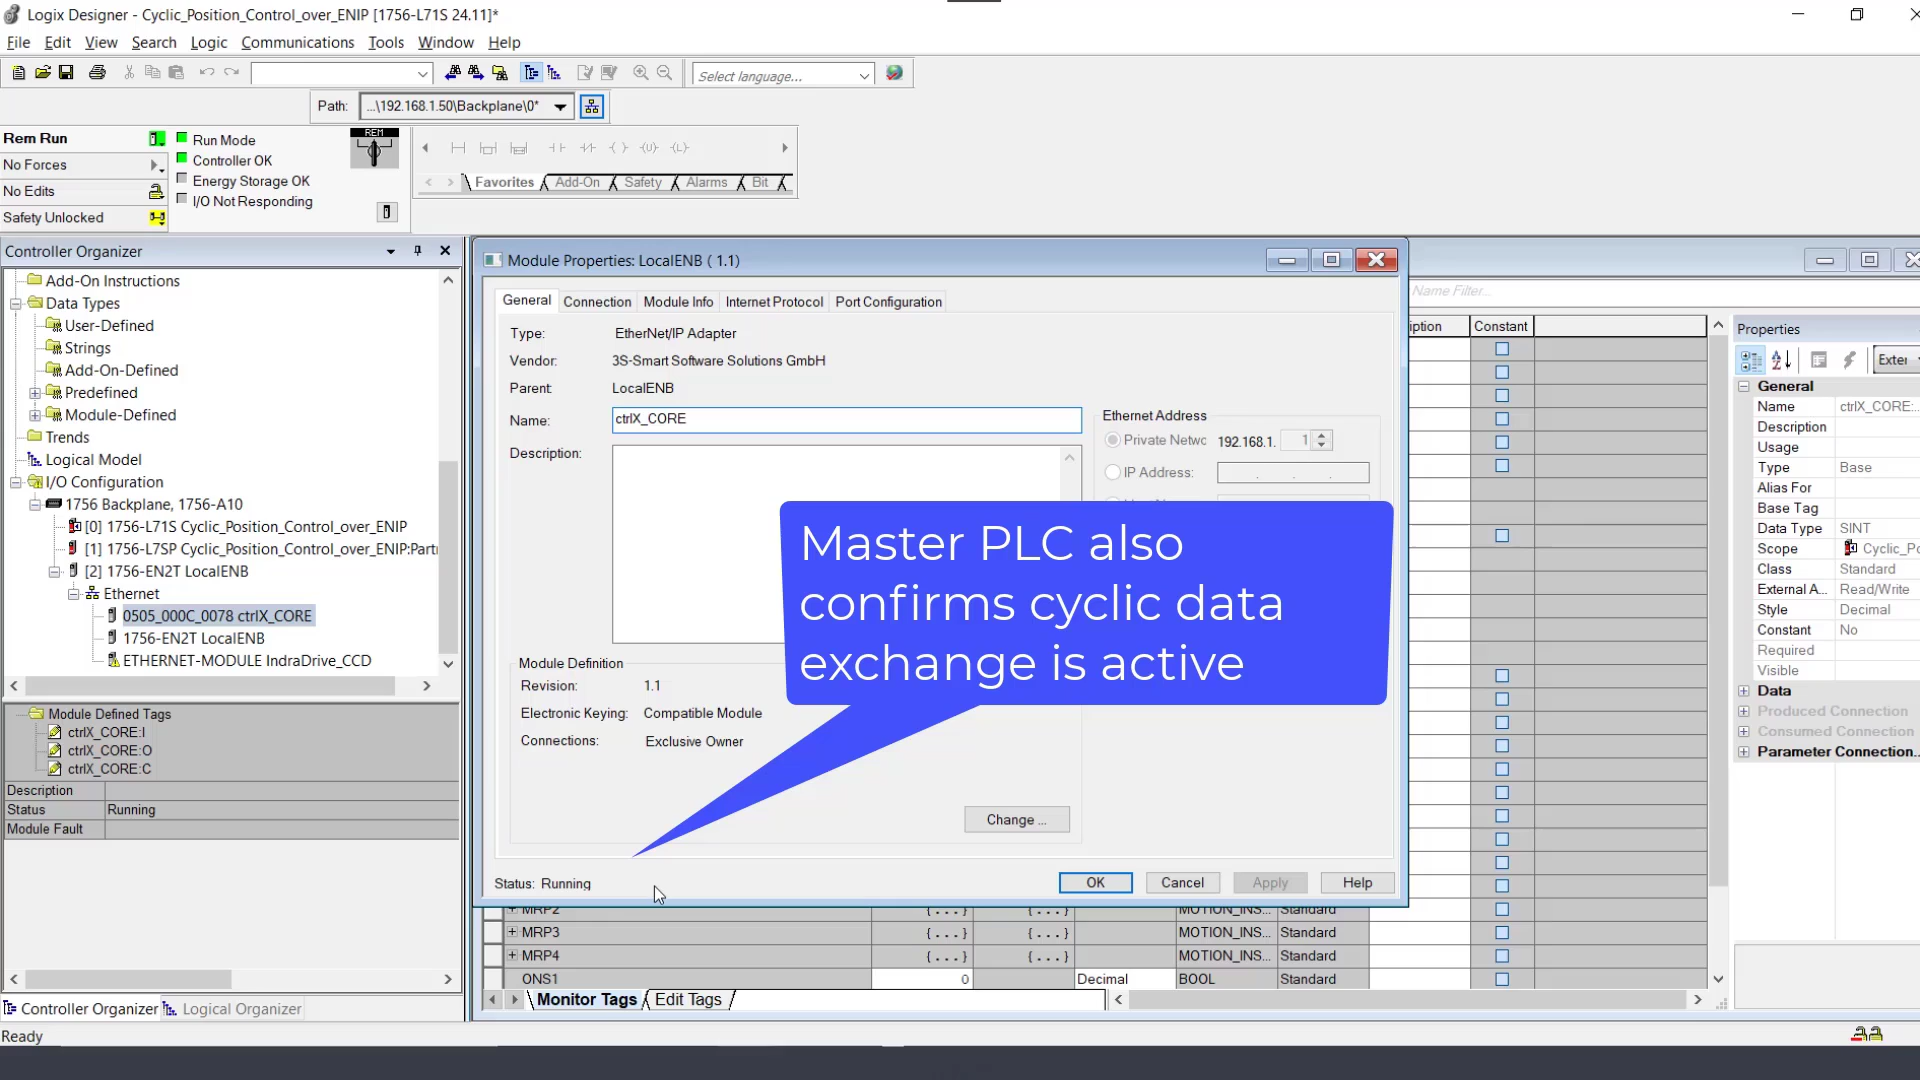 Logix Designer - Cyclic_Position_Control_over_ENIP [1756-L71S 24.11]*
File Edit View Search Logic Communications Tools Window Help
Select language...
Path: ...\192.168.1.50\Backplane\0*
Rem Run
No Forces
No Edits
Safety Unlocked
Run Mode
Controller OK
Energy Storage OK
I/O Not Responding
REM
Favorites Add-On Safety Alarms Bit
Controller Organizer
Add-On Instructions
Data Types
User-Defined
Strings
Add-On-Defined
Predefined
Module-Defined
Trends
Logical Model
I/O Configuration
1756 Backplane, 1756-A10
[0] 1756-L71S Cyclic_Position_Control_over_ENIP
[1] 1756-L7SP Cyclic_Position_Control_over_ENIP:Partı
[2] 1756-EN2T LocalENB
Ethernet
0505_000C_0078 ctrlX_CORE
1756-EN2T LocalENB
ETHERNET-MODULE IndraDrive_CCD
Module Defined Tags
ctrlX_CORE:I
ctrlX_CORE:O
ctrlX_CORE:C
Description
Status Running
Module Fault
Controller Organizer Logical Organizer
Ready
Module Properties: LocalENB ( 1.1)
General Connection Module Info Internet Protocol Port Configuration
Type: EtherNet/IP Adapter
Vendor: 3S-Smart Software Solutions GmbH
Parent: LocalENB
Name: ctrlX_CORE
Description:
Ethernet Address
Private Netwc 192.168.1. 1
IP Address: . . .
Master PLC also
confirms cyclic data
exchange is active
Module Definition
Revision: 1.1
Electronic Keying: Compatible Module
Connections: Exclusive Owner
Change ...
Status: Running
OK Cancel Apply Help
Name Filter...
iption Constant
MRP2 {...} {...} MOTION_INS... Standard
MRP3 {...} {...} MOTION_INS... Standard
MRP4 {...} {...} MOTION_INS... Standard
ONS1 0 Decimal BOOL Standard
Monitor Tags Edit Tags
Properties
Exter
General
Name ctrlX_CORE:...
Description
Usage
Type Base
Alias For
Base Tag
Data Type SINT
Scope Cyclic_Po
Class Standard
External A... Read/Write
Style Decimal
Constant No
Required
Visible
Data
Produced Connection
Consumed Connection
Parameter Connection...